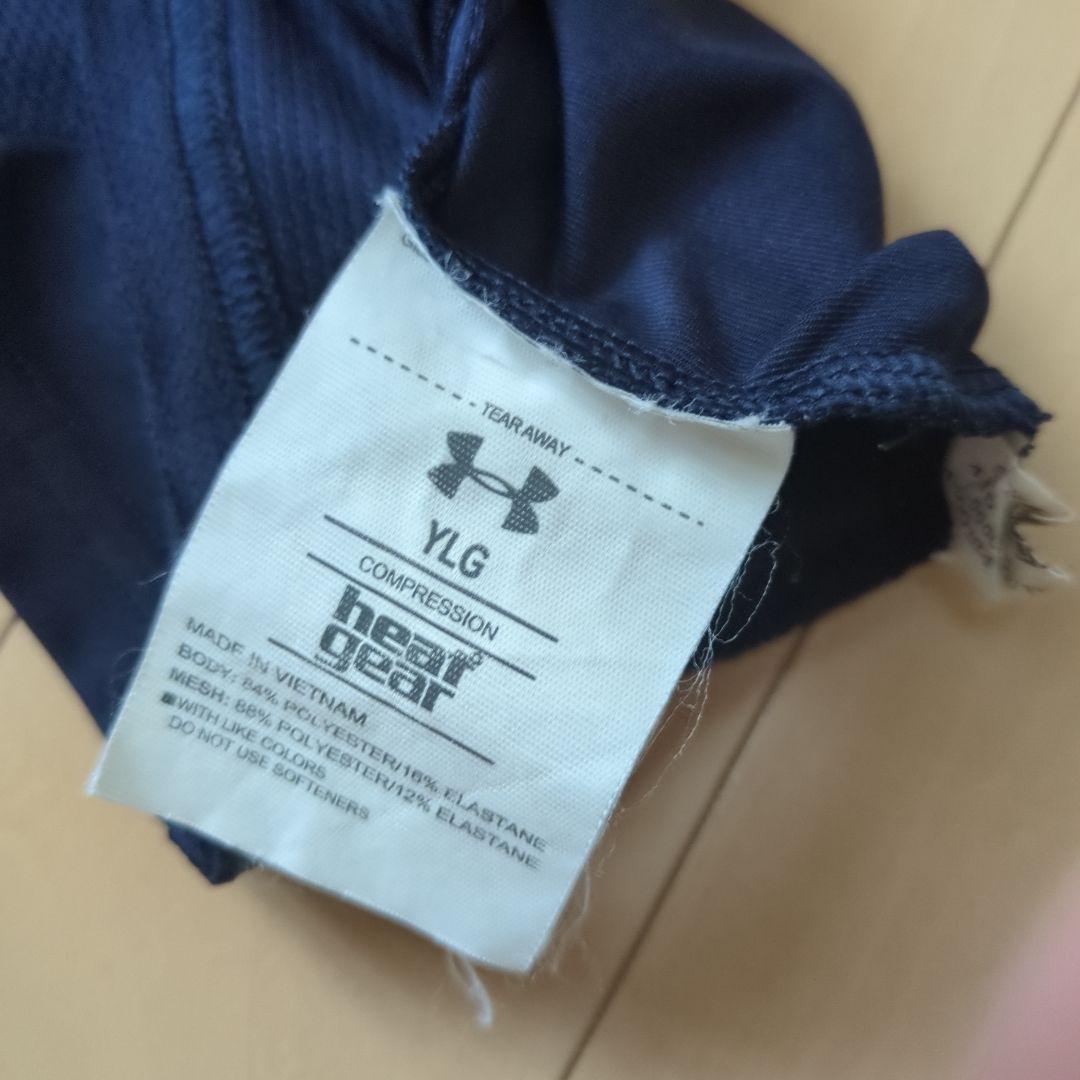 TEAR AWAY
YLG
COMPRESSION
heat
gear
MADE IN VIETNAM
BODY: 84% POLYESTER/16% ELASTANE
MESH: 88% POLYESTER/12% ELASTANE
WITH LIKE COLORS
DO NOT USE SOFTENERS